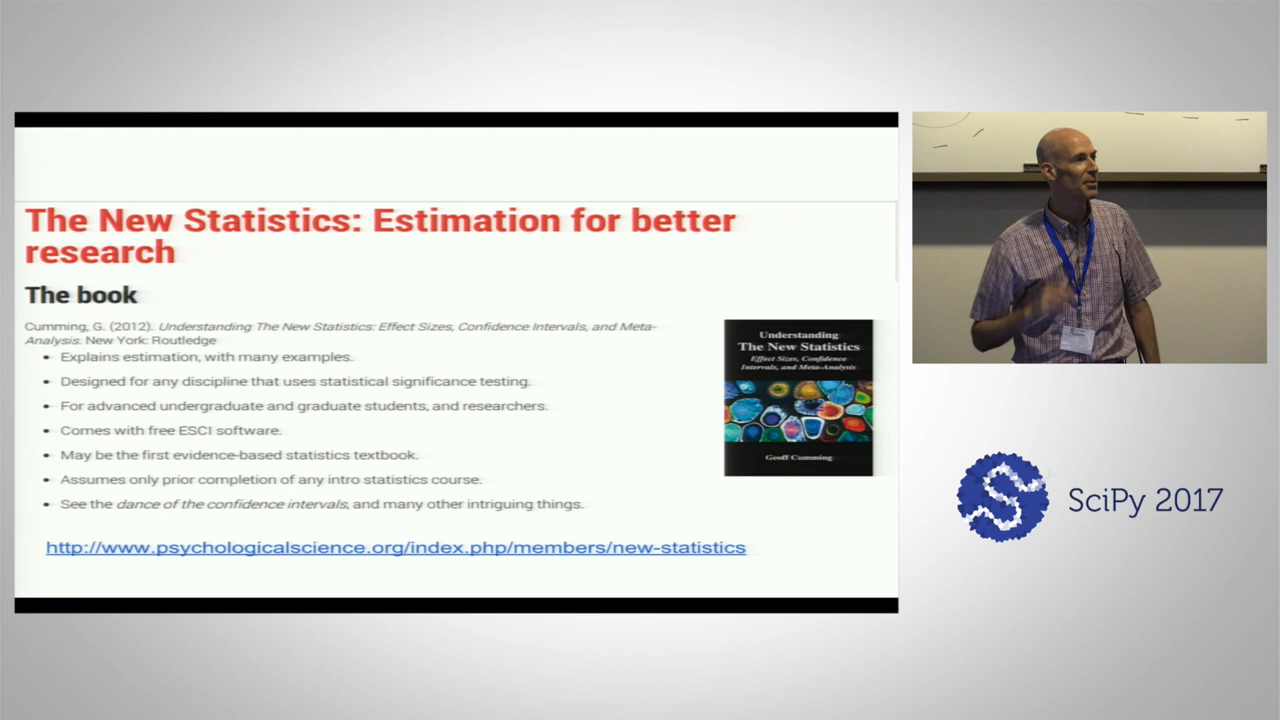 The New Statistics: Estimation for better
research
The book
Cumming, G. (2012). Understanding The New Statistics: Effect Sizes, Confidence Intervals, and Meta-
Analysis. New York: Routledge
• Explains estimation, with many examples.
• Designed for any discipline that uses statistical significance testing.
• For advanced undergraduate and graduate students, and researchers.
• Comes with free ESCI software.
• May be the first evidence-based statistics textbook.
• Assumes only prior completion of any intro statistics course.
• See the dance of the confidence intervals, and many other intriguing things.
http://www.psychologicalscience.org/index.php/members/new-statistics
Understanding
The New Statistics
Effect Sizes, Confidence
Intervals, and Meta-Analysis
Geoff Cumming
SciPy 2017